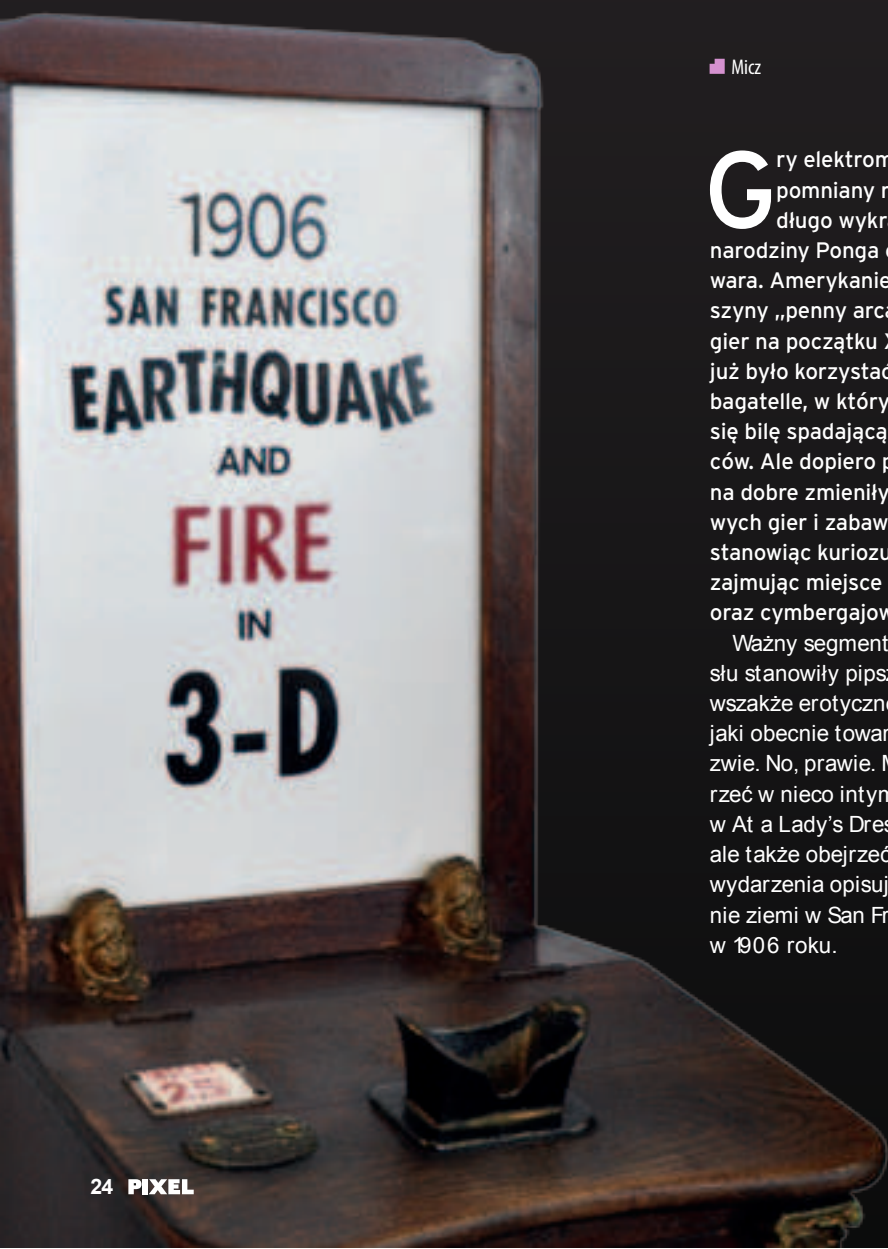 1906
SAN FRANCISCO
EARTHQUAKE
AND
FIRE
IN
3-D
25
Micz
Gry elektrom
pomniany
długo wykr
narodziny Ponga
wara. Amerykanie
szyny „penny arca
gier na początku
już było korzystać
bagatelle, w który
się bilę spadającą
ców. Ale dopiero p
na dobre zmieniły
wych gier i zabaw
stanowiąc kuriozu
zajmując miejsce
oraz cymbergajow
Ważny segment
słu stanowiły pipsz
wszakże erotyczne
jaki obecnie towar
zwie. No, prawie. M
rzeć w nieco intym
w At a Lady’s Dres
ale także obejrzeć
wydarzenia opisuj
nie ziemi w San Fr
w 1906 roku.
24 PIXEL